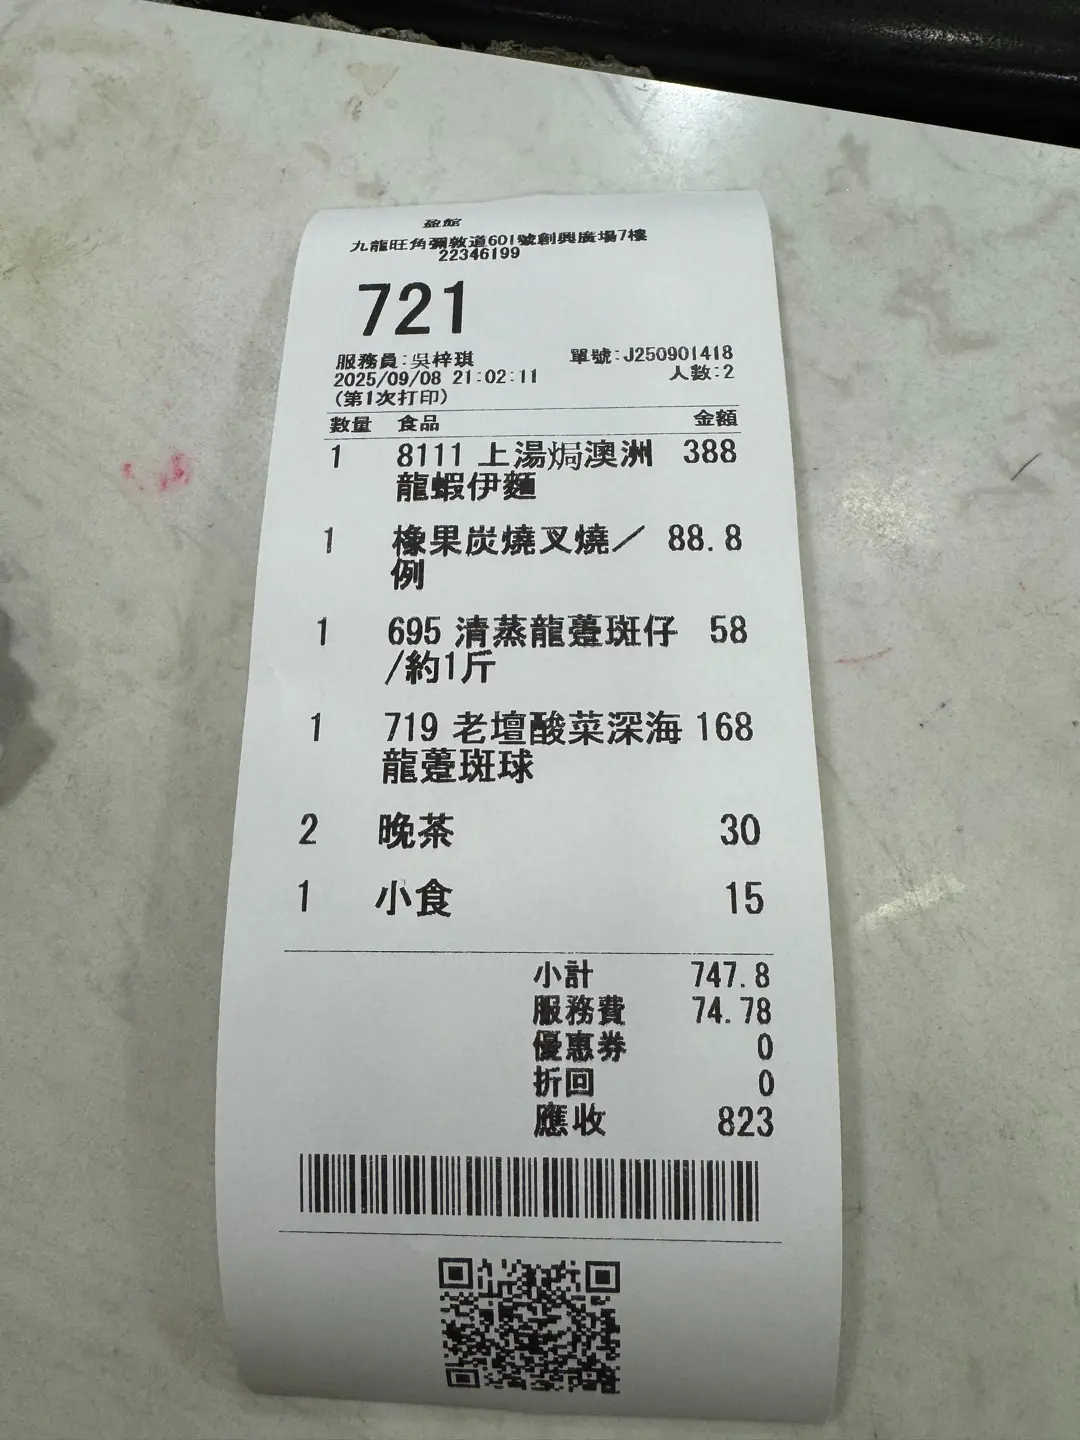 盈館
九龍旺角彌敦道601號創興廣場7樓
22346199
721
服務員:吳梓琪 單號:J250901418
2025/09/08 21:02:11 人數:2
(第1次打印)
數量 食品 金額
1 8111 上湯焗澳洲 388
龍蝦伊麵
1 橡果炭燒叉燒／ 88.8
例
1 695 清蒸龍躉斑仔 58
/約1斤
1 719 老壇酸菜深海 168
龍躉斑球
2 晚茶 30
1 小食 15
小計 747.8
服務費 74.78
優惠券 0
折回 0
應收 823